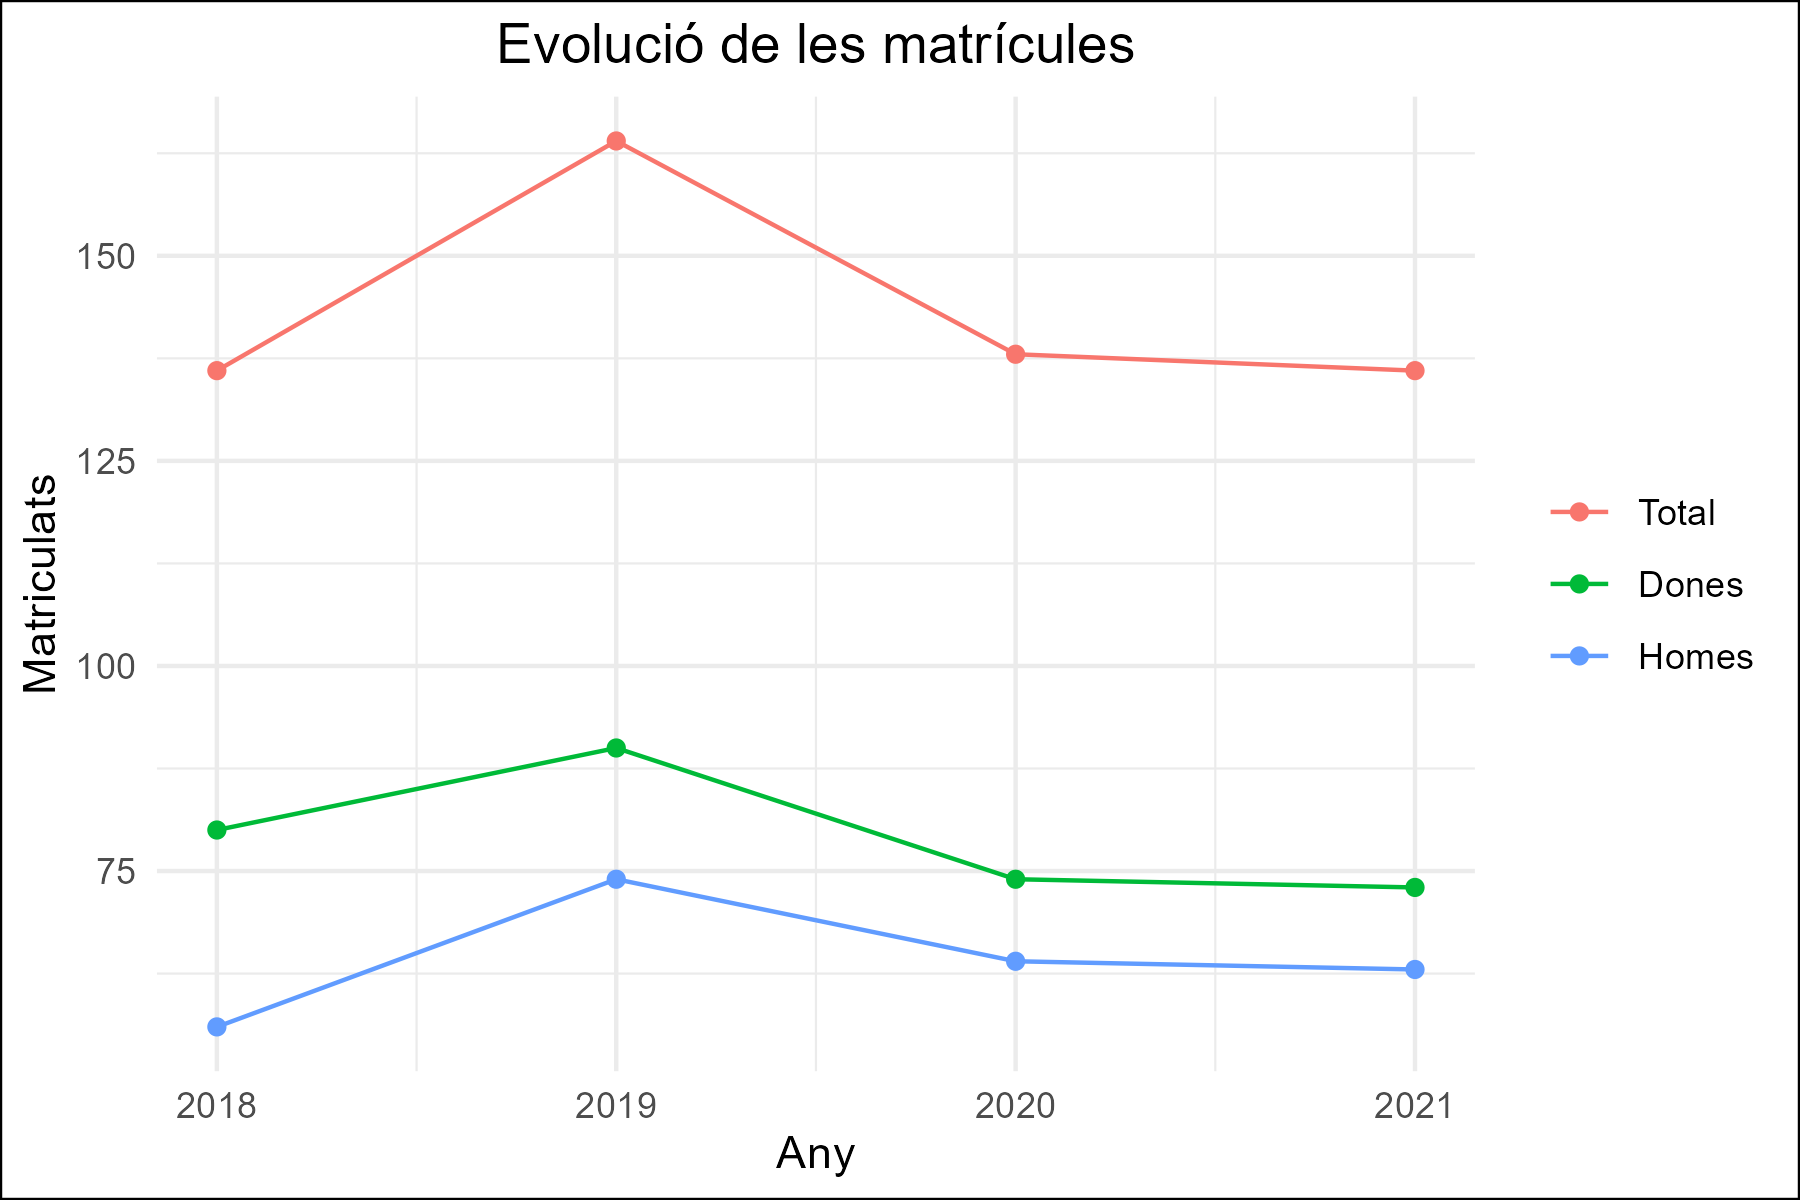 Evolució de les matrícules
150
125
100
75
Matriculats
2018
2019
2020
2021
Any
Total
Dones
Homes